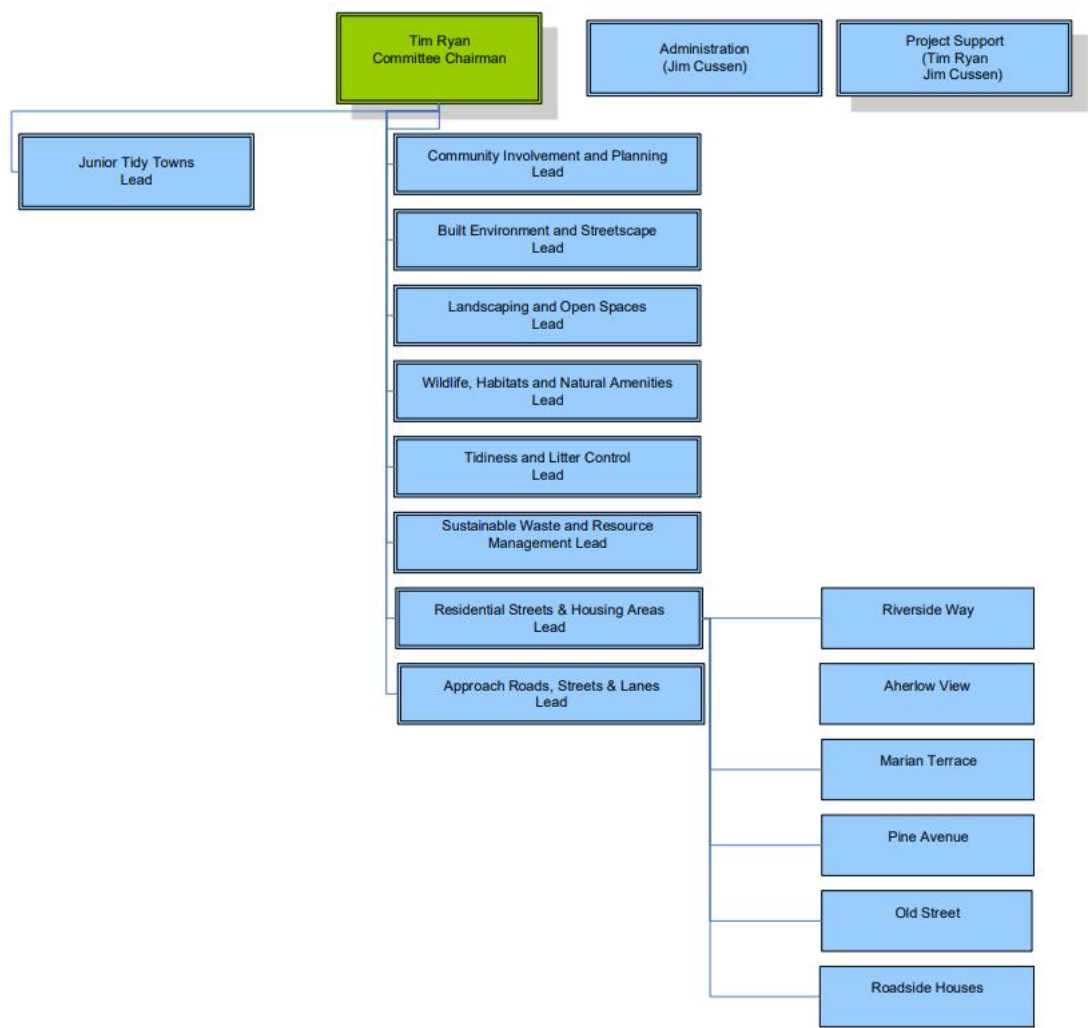 Tim Ryan
Committee Chairman
Administration
(Jim Cussen)
Project Support
(Tim Ryan
Jim Cussen)
Junior Tidy Towns
Lead
Community Involvement and Planning
Lead
Built Environment and Streetscape
Lead
Landscaping and Open Spaces
Lead
Wildlife, Habitats and Natural Amenities
Lead
Tidiness and Litter Control
Lead
Sustainable Waste and Resource
Management Lead
Residential Streets & Housing Areas
Lead
Approach Roads, Streets & Lanes
Lead
Riverside Way
Aherlow View
Marian Terrace
Pine Avenue
Old Street
Roadside Houses